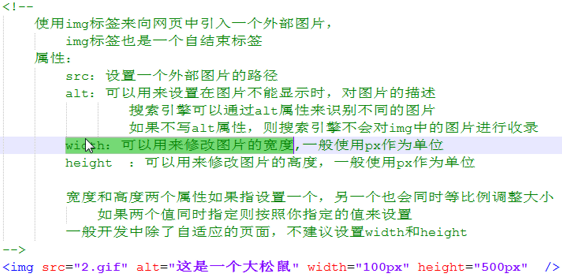 <!--
使用img标签来向网页中引入一个外部图片，
img标签也是一个自结束标签
属性：
src：设置一个外部图片的路径
alt：可以用来设置在图片不能显示时，对图片的描述
搜索引擎可以通过alt属性来识别不同的图片
如果不写alt属性，则搜索引擎不会对img中的图片进行收录
width：可以用来修改图片的宽度，一般使用px作为单位
height ：可以用来修改图片的高度，一般使用px作为单位
宽度和高度两个属性如果指设置一个，另一个也会同时等比例调整大小
如果两个值同时指定则按照你指定的值来设置
一般开发中除了自适应的页面，不建议设置width和height
-->
<img src="2.gif" alt="这是一个大松鼠" width="100px" height="500px" />